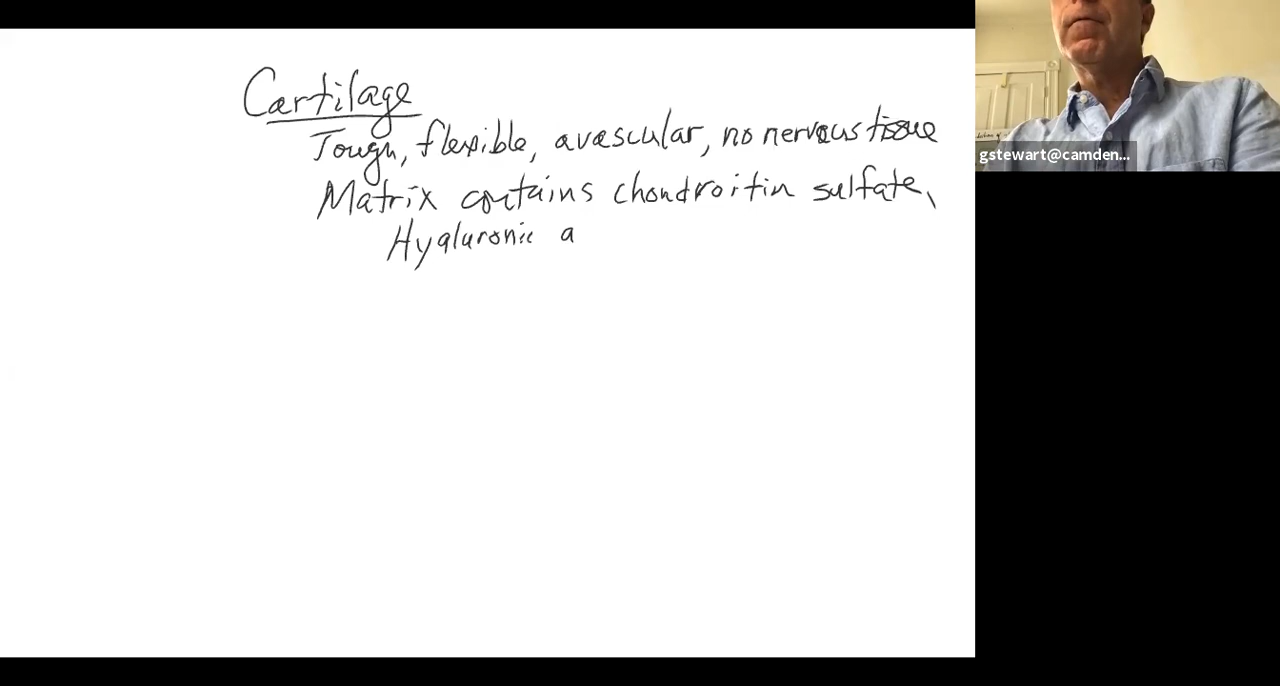 Cartilage
Tough, flexible, avascular, no nervous tissue
Matrix contains chondroitin sulfate,
Hyaluronic a
gstewart@camden...